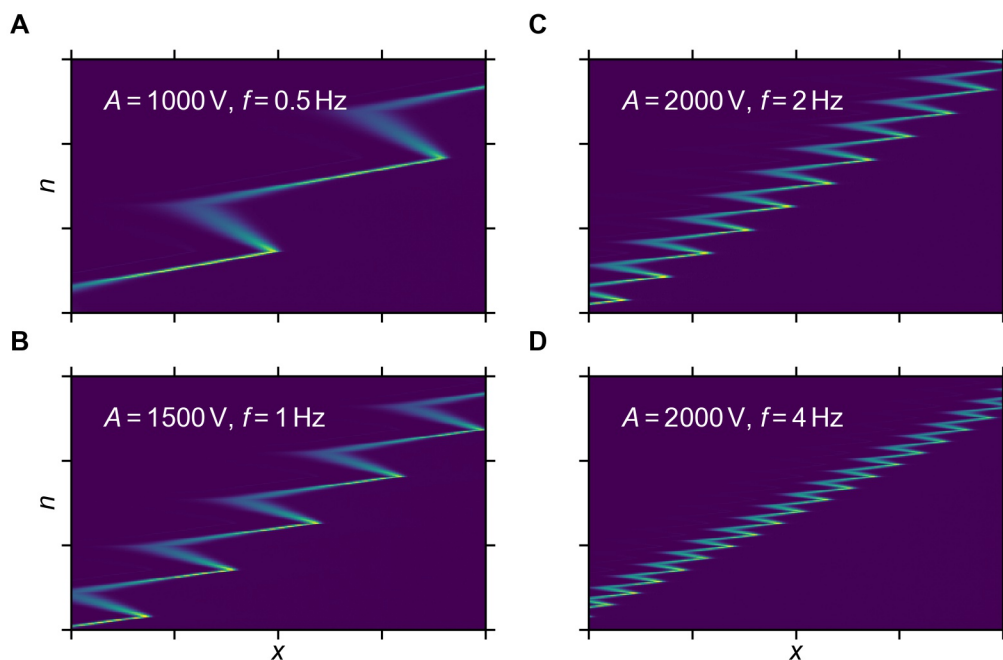 A
A = 1000 V, f = 0.5 Hz
n
B
A = 1500 V, f = 1 Hz
n
x
C
A = 2000 V, f = 2 Hz
D
A = 2000 V, f = 4 Hz
x